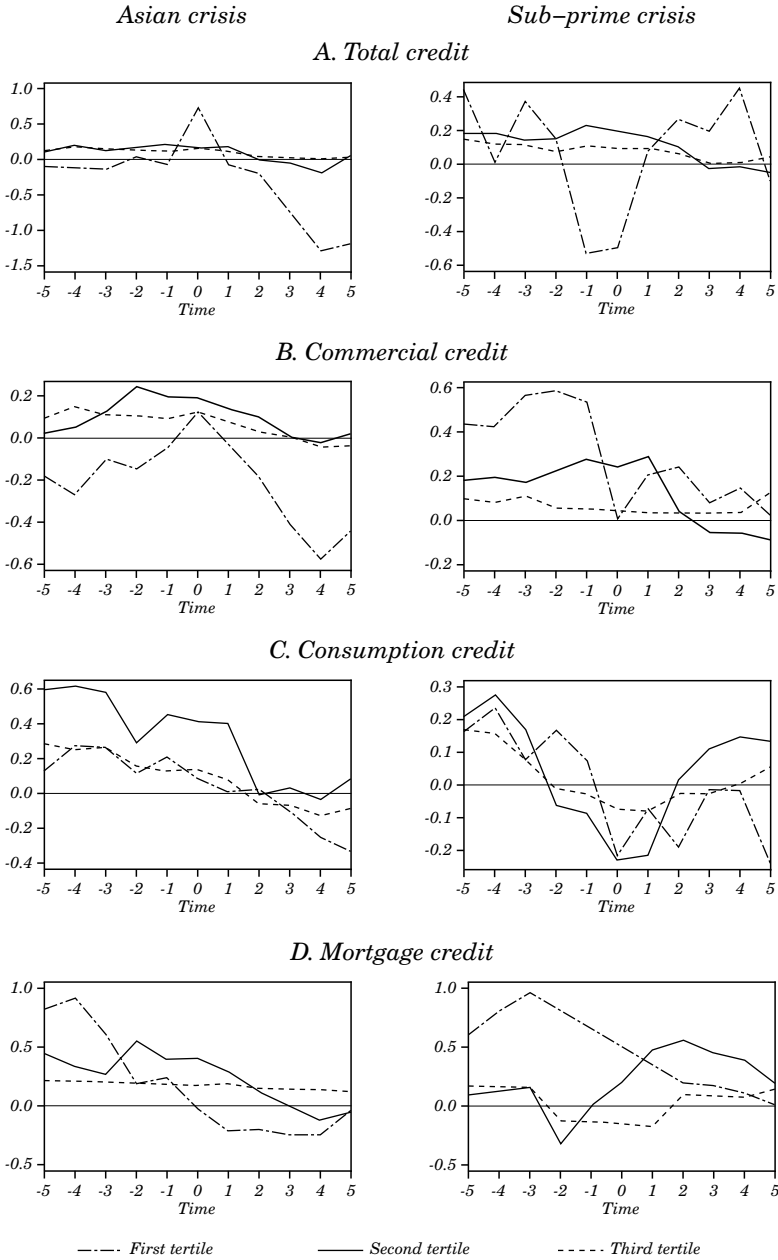 Asian crisis
Sub-prime crisis
A. Total credit
1.0
0.5
0.0
-0.5
-1.0
-1.5
-5 -4 -3 -2 -1 0 1 2 3 4 5
Time
0.4
0.2
0.0
-0.2
-0.4
-0.6
-5 -4 -3 -2 -1 0 1 2 3 4 5
Time
B. Commercial credit
0.2
0.0
-0.2
-0.4
-0.6
-5 -4 -3 -2 -1 0 1 2 3 4 5
Time
0.6
0.4
0.2
0.0
-0.2
-5 -4 -3 -2 -1 0 1 2 3 4 5
Time
C. Consumption credit
0.6
0.4
0.2
0.0
-0.2
-0.4
-5 -4 -3 -2 -1 0 1 2 3 4 5
Time
0.3
0.2
0.1
0.0
-0.1
-0.2
-5 -4 -3 -2 -1 0 1 2 3 4 5
Time
D. Mortgage credit
1.0
0.5
0.0
-0.5
-5 -4 -3 -2 -1 0 1 2 3 4 5
Time
1.0
0.5
0.0
-0.5
-5 -4 -3 -2 -1 0 1 2 3 4 5
Time
First tertile
Second tertile
Third tertile